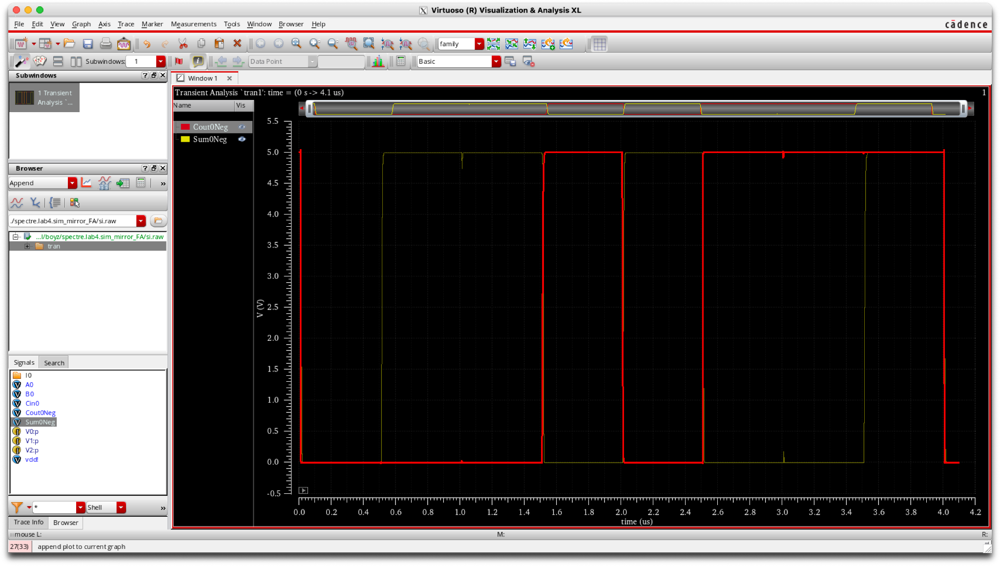 Virtuoso (R) Visualization & Analysis XL
File Edit View Graph Axis Trace Marker Measurements Tools Window Browser Help
cādence
family
Subwindows: 1
Data Point
Basic
Subwindows
1 Transient
Analysis `...
Browser
Append
»
./spectre.lab4.sim_mirror_FA/si.raw
...l/boyz/spectre.lab4.sim_mirror_FA/si.raw
tran
Signals Search
I0
A0
B0
Cin0
Cout0Neg
Sum0Neg
V0:p
V1:p
V2:p
vdd!
* Shell »
Trace Info Browser
Window 1
Transient Analysis `tran1': time = (0 s -> 4.1 us)
1
Name Vis
Cout0Neg
Sum0Neg
V (V)
5.5
5.0
4.5
4.0
3.5
3.0
2.5
2.0
1.5
1.0
0.5
0.0
-0.5
0.0 0.2 0.4 0.6 0.8 1.0 1.2 1.4 1.6 1.8 2.0 2.2 2.4 2.6 2.8 3.0 3.2 3.4 3.6 3.8 4.0 4.2
time (us)
mouse L: M: R:
27(33) append plot to current graph